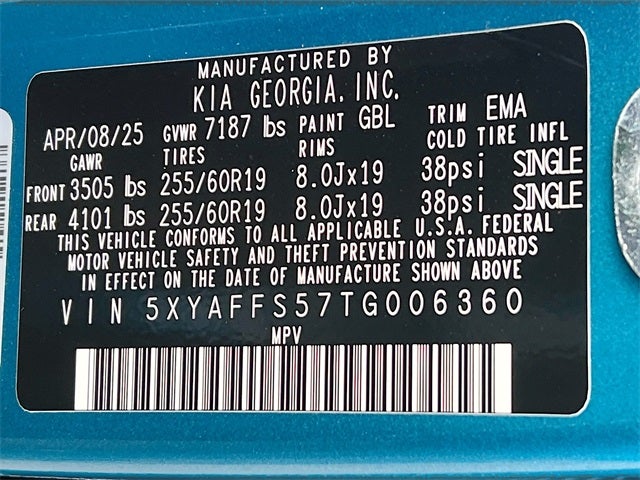 MANUFACTURED BY
KIA GEORGIA, INC.
APR/08/25 GVWR 7187 lbs PAINT GBL TRIM EMA
GAWR TIRES RIMS COLD TIRE INFL
FRONT 3505 lbs 255/60R19 8.0Jx19 38psi SINGLE
REAR 4101 lbs 255/60R19 8.0Jx19 38psi SINGLE
THIS VEHICLE CONFORMS TO ALL APPLICABLE U.S.A. FEDERAL
MOTOR VEHICLE SAFETY AND THEFT PREVENTION STANDARDS
IN EFFECT ON THE DATE OF MANUFACTURE SHOWN ABOVE
VIN 5XYAFFS57TG006360
MPV